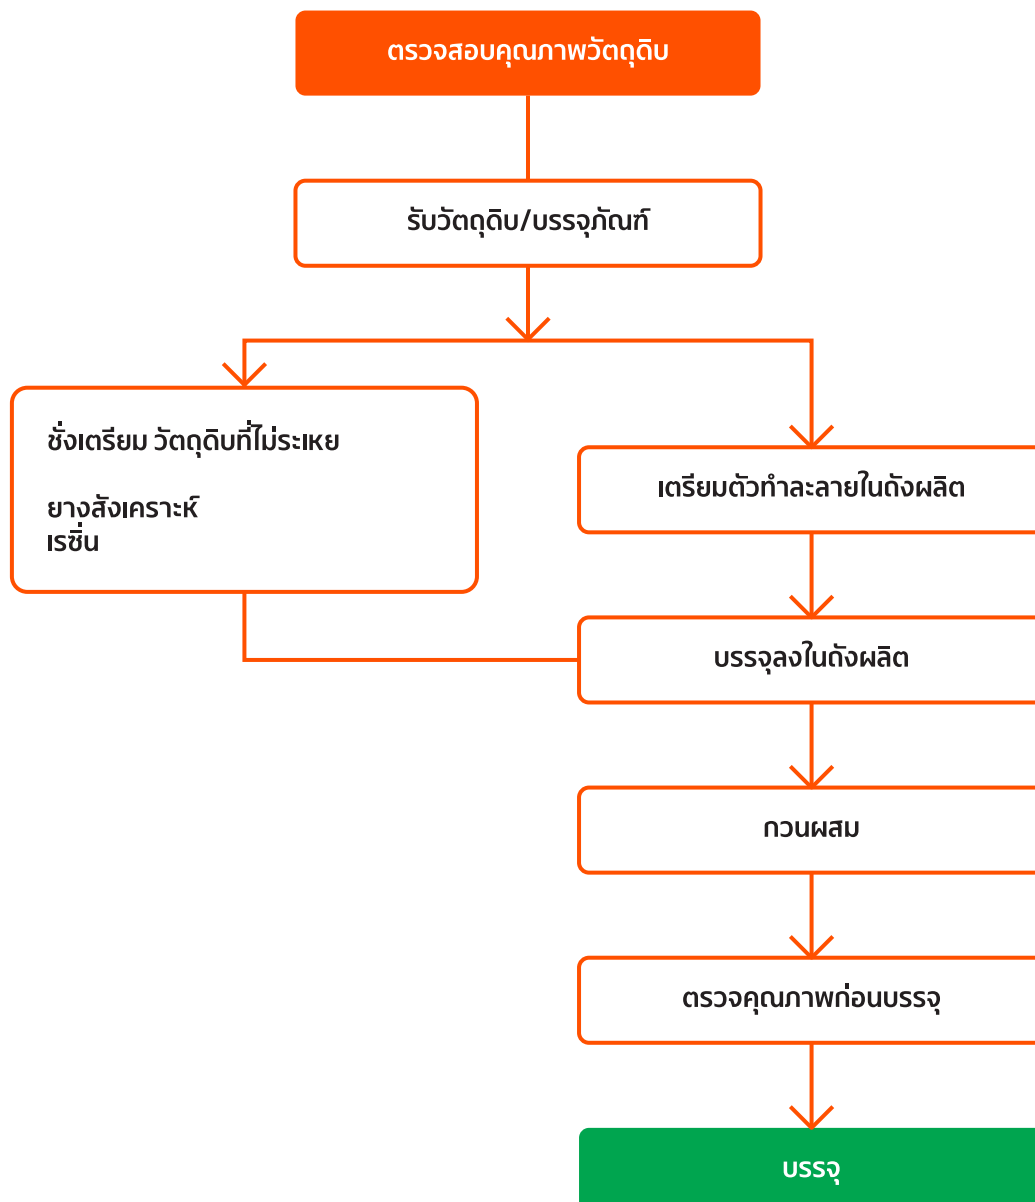 ตรวจสอบคุณภาพวัตถุดิบ
รับวัตถุดิบ/บรรจุภัณฑ์
ชั่งเตรียม วัตถุดิบที่ไม่ระเหย
ยางสังเคราะห์
เรซิ่น
เตรียมตัวทำละลายในถังผลิต
บรรจุลงในถังผลิต
กวนผสม
ตรวจคุณภาพก่อนบรรจุ
บรรจุ